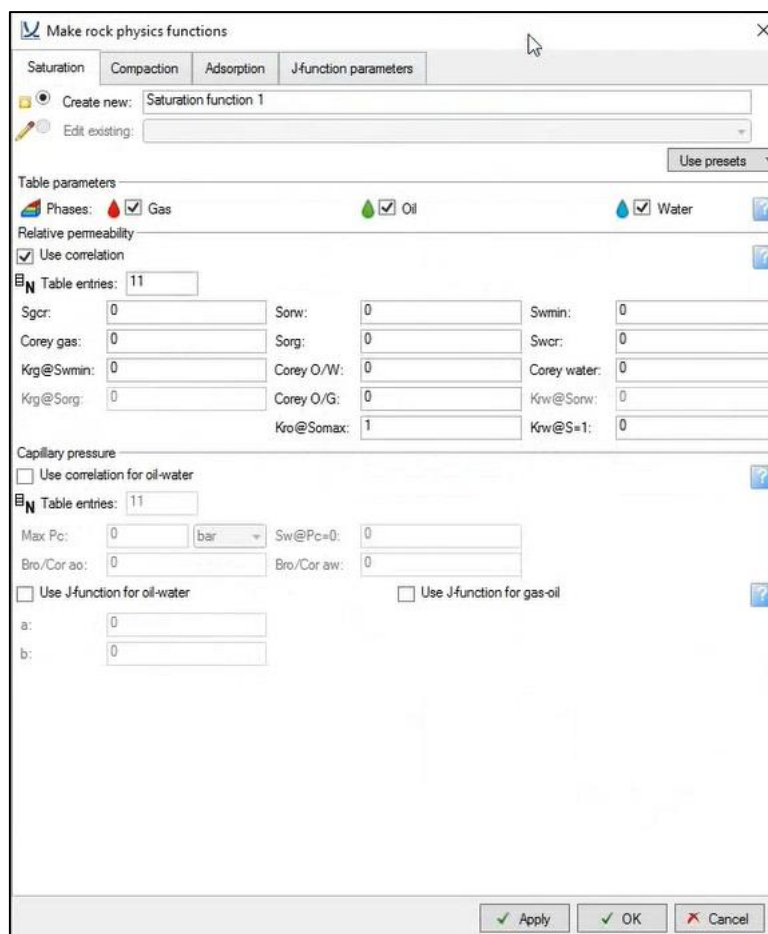 Make rock physics functions
Saturation Compaction Adsorption J-function parameters
Create new: Saturation function 1
Edit existing:
Use presets
Table parameters
Phases: Gas Oil Water ?
Relative permeability
Use correlation ?
N Table entries: 11
Sgcr: 0 Sorw: 0 Swmin: 0
Corey gas: 0 Sorg: 0 Swcr: 0
Krg@Swmin: 0 Corey O/W: 0 Corey water: 0
Krg@Sorg: 0 Corey O/G: 0 Krw@Sorw: 0
Kro@Somax: 1 Krw@S=1: 0
Capillary pressure
Use correlation for oil-water ?
N Table entries: 11
Max Pc: 0 bar Sw@Pc=0: 0
Bro/Cor ao: 0 Bro/Cor aw: 0
Use J-function for oil-water Use J-function for gas-oil ?
a: 0
b: 0
Apply OK Cancel